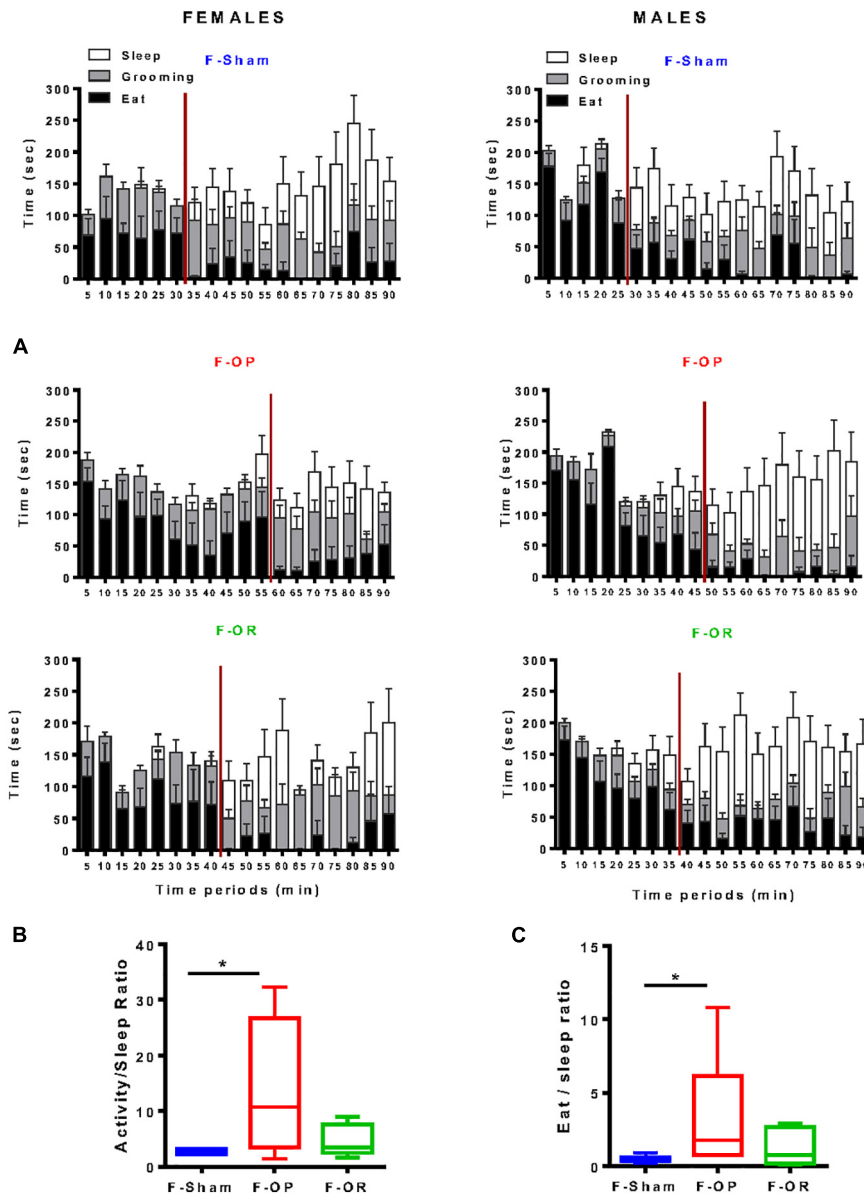 FEMALES
MALES
Sleep
Grooming
Eat
F-Sham
300
250
200
150
100
50
0
Time (sec)
5 10 15 20 25 30 35 40 45 50 55 60 65 70 75 80 85 90
Sleep
Grooming
Eat
F-Sham
300
250
200
150
100
50
0
Time (sec)
5 10 15 20 25 30 35 40 45 50 55 60 65 70 75 80 85 90
A
F-OP
300
250
200
150
100
50
0
Time (sec)
5 10 15 20 25 30 35 40 45 50 55 60 65 70 75 80 85 90
F-OP
300
250
200
150
100
50
0
Time (sec)
5 10 15 20 25 30 35 40 45 50 55 60 65 70 75 80 85 90
F-OR
300
250
200
150
100
50
0
Time (sec)
5 10 15 20 25 30 35 40 45 50 55 60 65 70 75 80 85 90
Time periods (min)
F-OR
300
250
200
150
100
50
0
Time (sec)
5 10 15 20 25 30 35 40 45 50 55 60 65 70 75 80 85 90
Time periods (min)
B
40
30
20
10
0
Activity/Sleep Ratio
*
F-Sham F-OP F-OR
C
15
10
5
0
Eat / sleep ratio
*
F-Sham F-OP F-OR